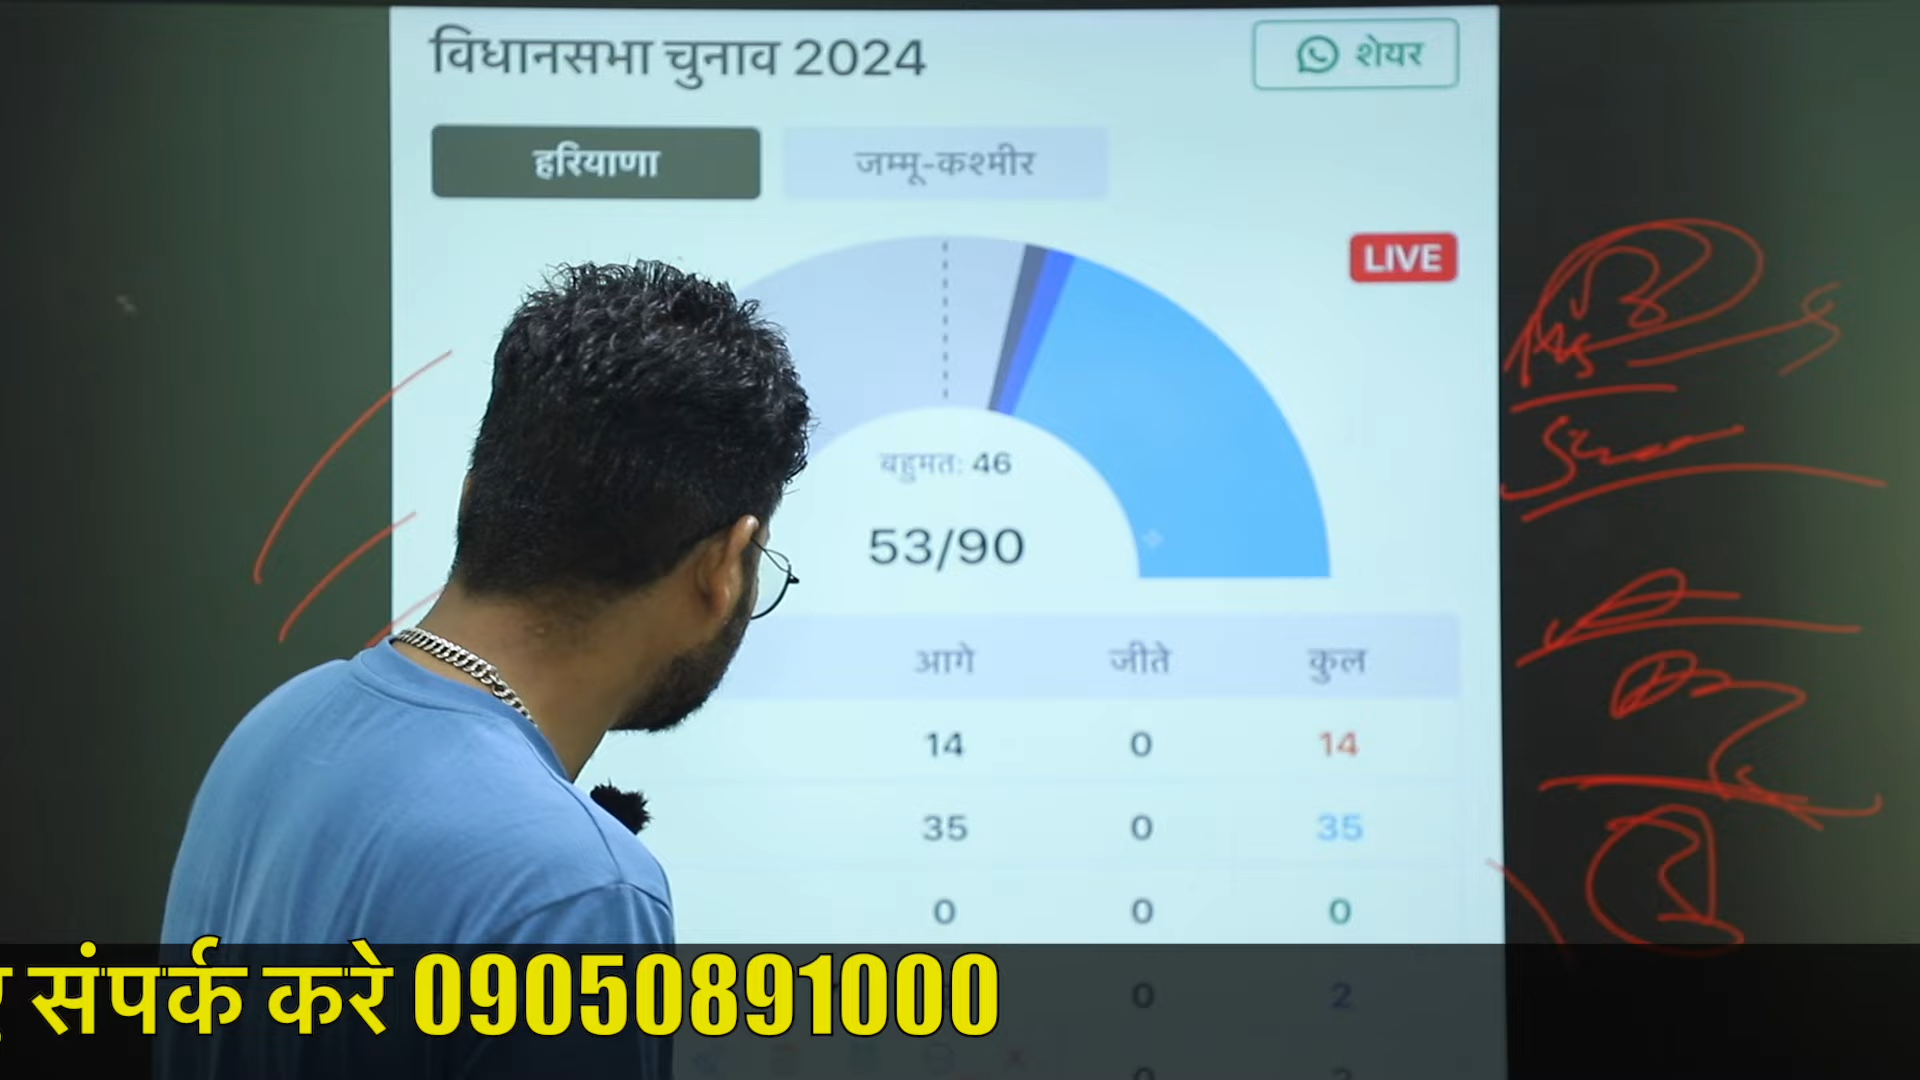 विधानसभा चुनाव 2024
शेयर
हरियाणा
जम्मू-कश्मीर
LIVE
बहुमत: 46
53/90
आगे जीते कुल
14 0 14
35 0 35
0 0 0
0 2
संपर्क करे 09050891000